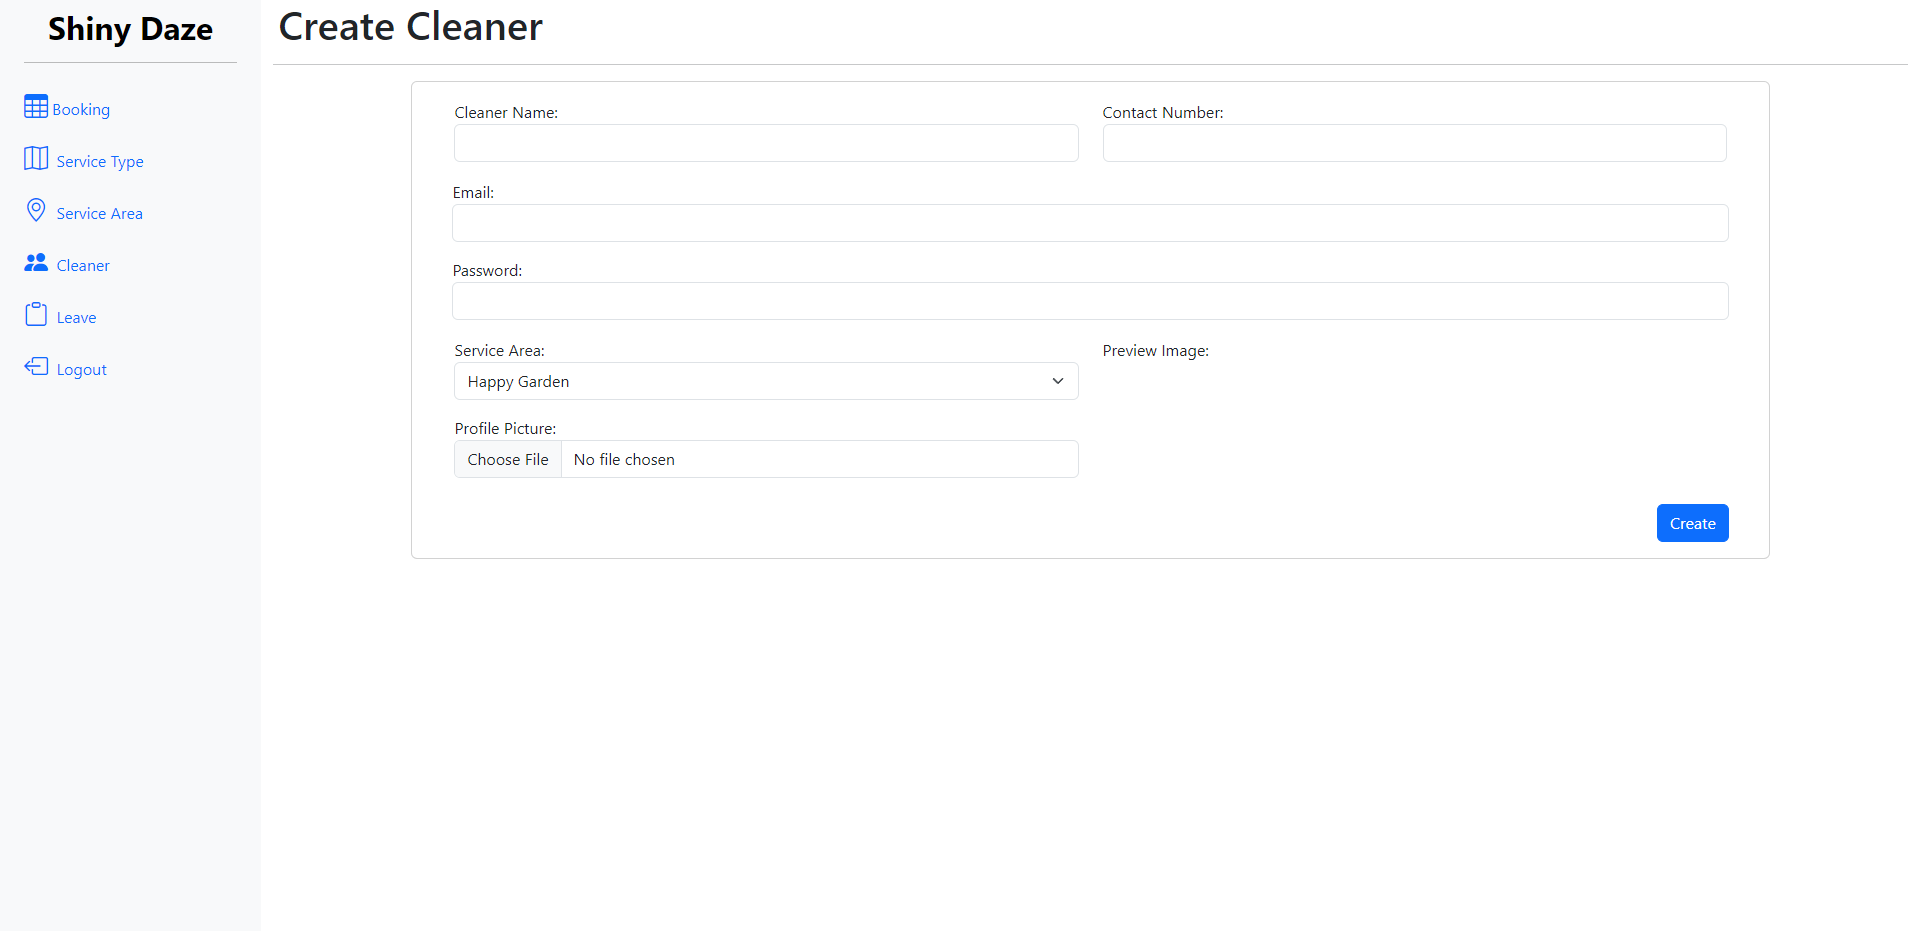 Shiny Daze
Booking
Service Type
Service Area
Cleaner
Leave
Logout
Create Cleaner
Cleaner Name:
Contact Number:
Email:
Password:
Service Area:
Happy Garden
Preview Image:
Profile Picture:
Choose File No file chosen
Create